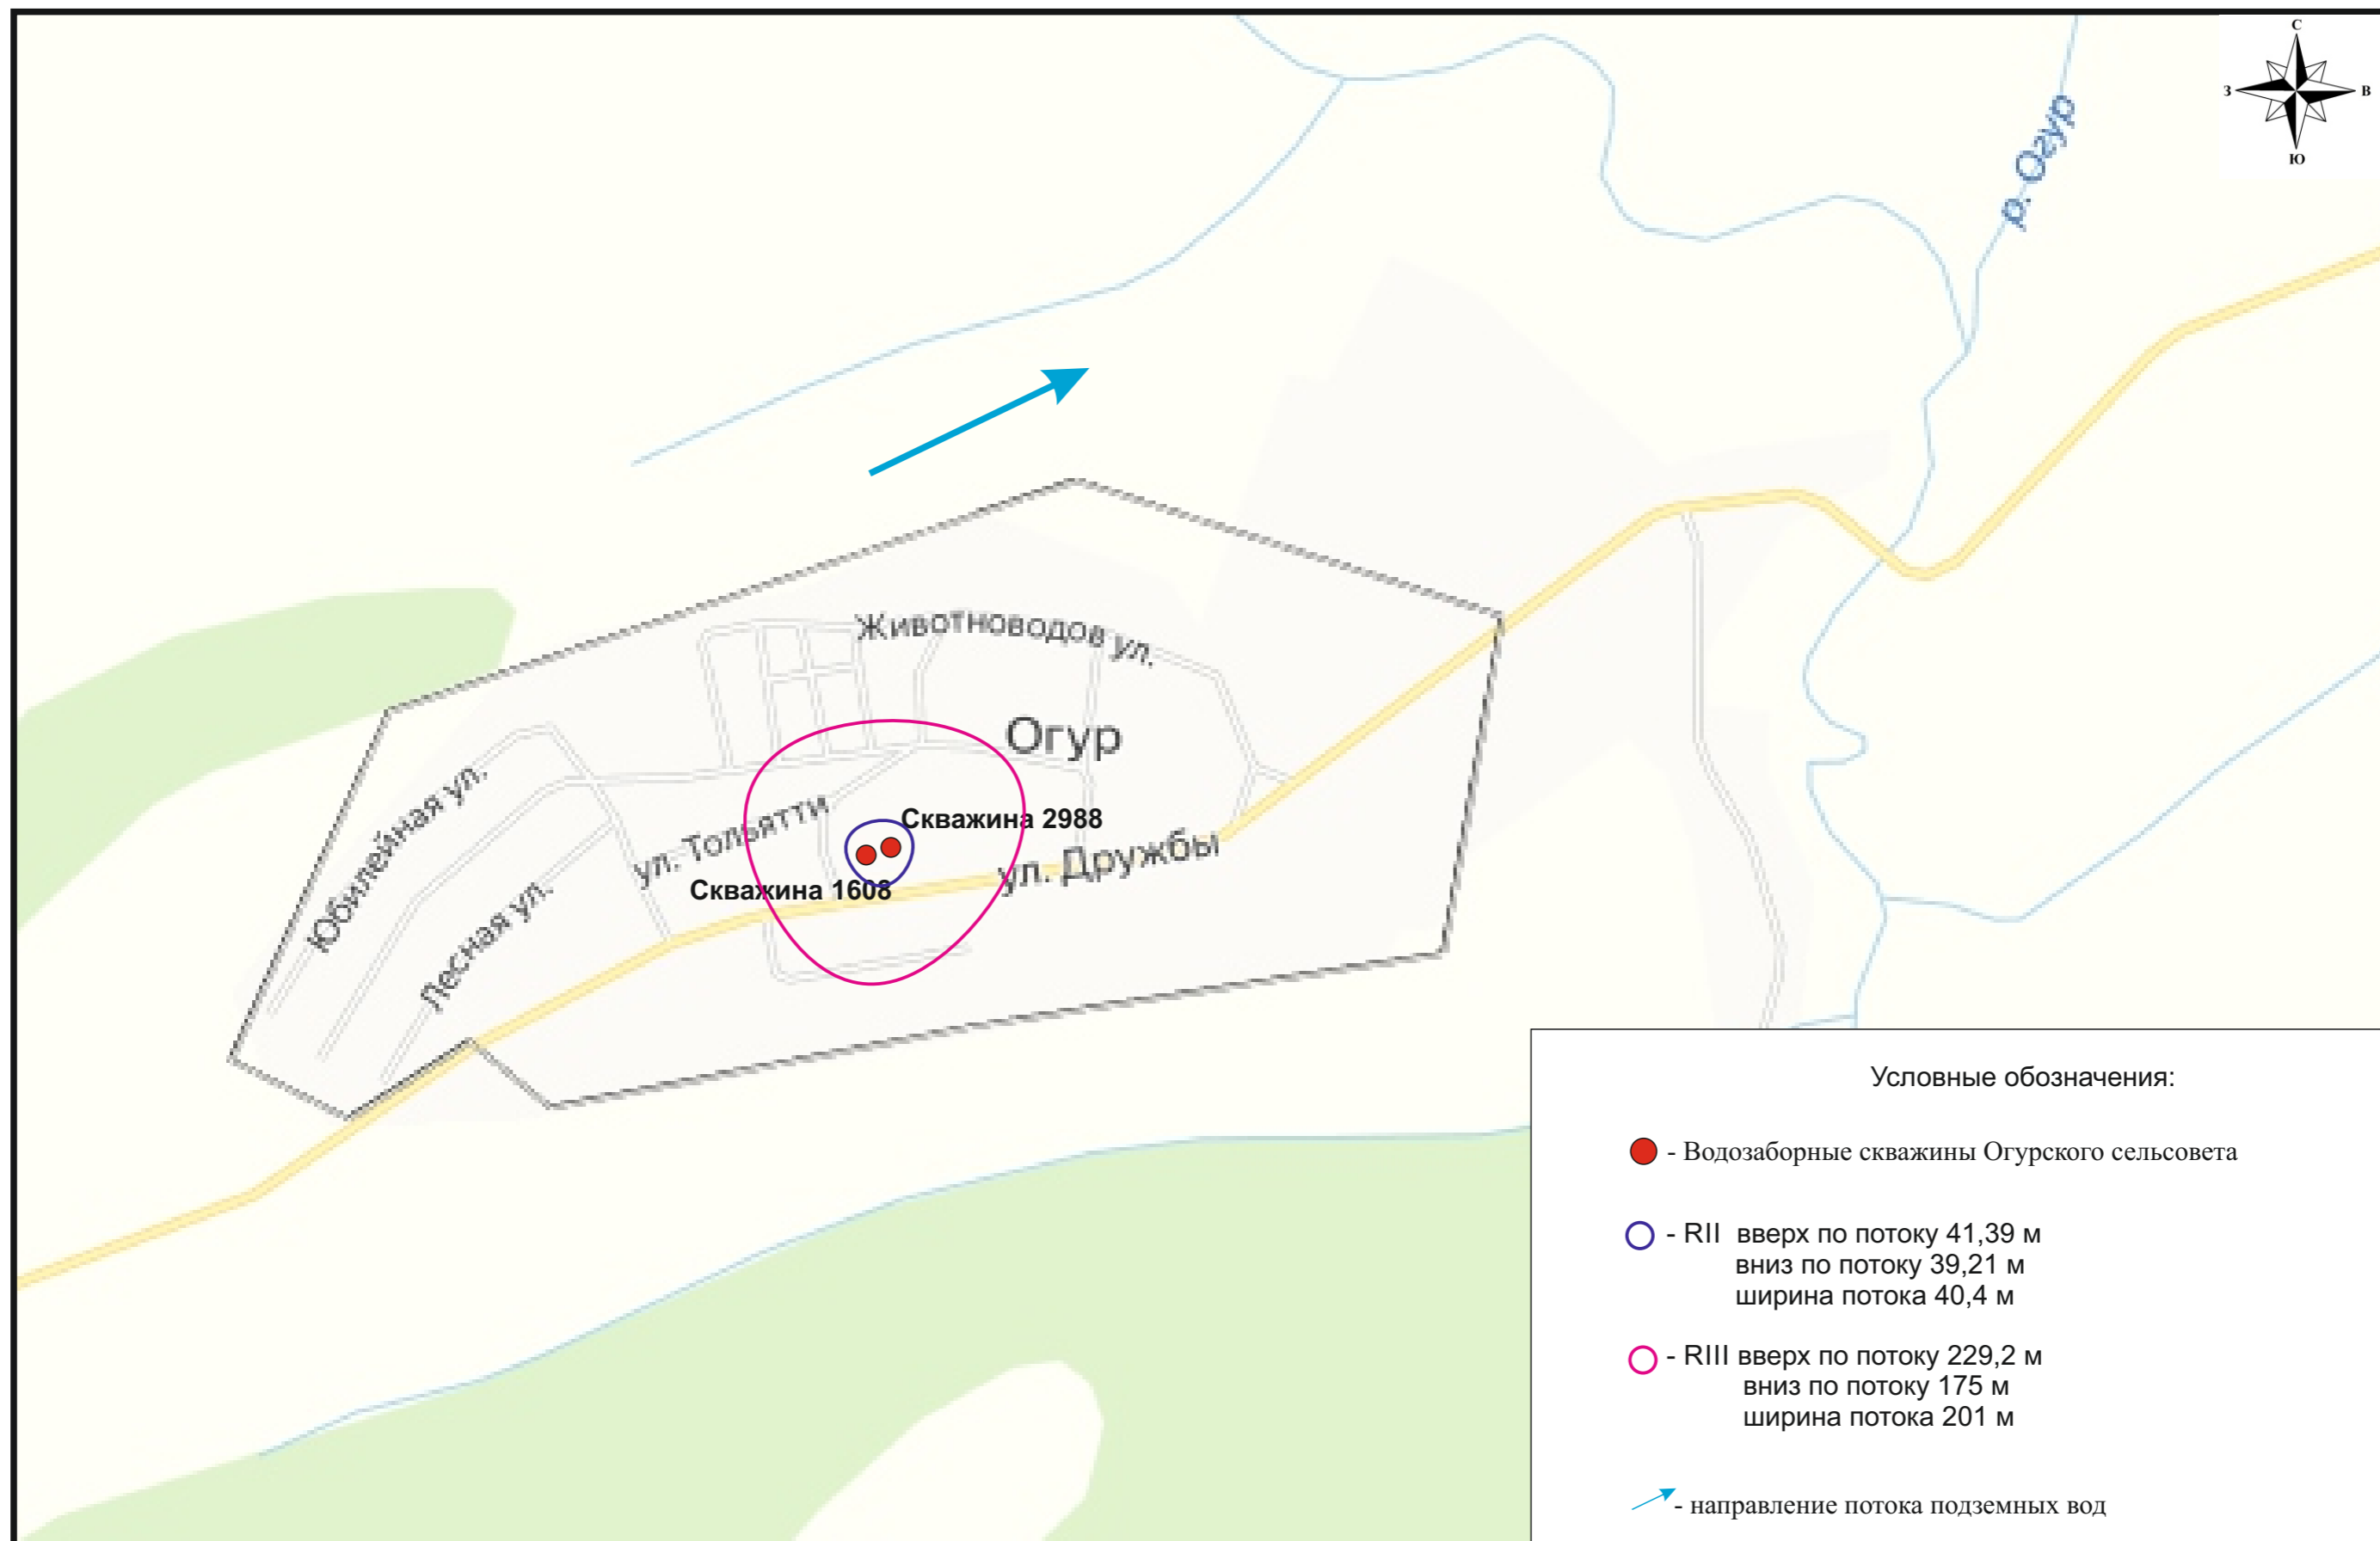 С
З
В
Ю
р. Огур
Животноводов ул.
Огур
Юбилейная ул.
ул. Тольятти
Скважина 2988
ул. Дружбы
Скважина 1608
Лесная ул.
Условные обозначения:
- Водозаборные скважины Огурского сельсовета
- RII вверх по потоку 41,39 м
вниз по потоку 39,21 м
ширина потока 40,4 м
- RIII вверх по потоку 229,2 м
вниз по потоку 175 м
ширина потока 201 м
- направление потока подземных вод